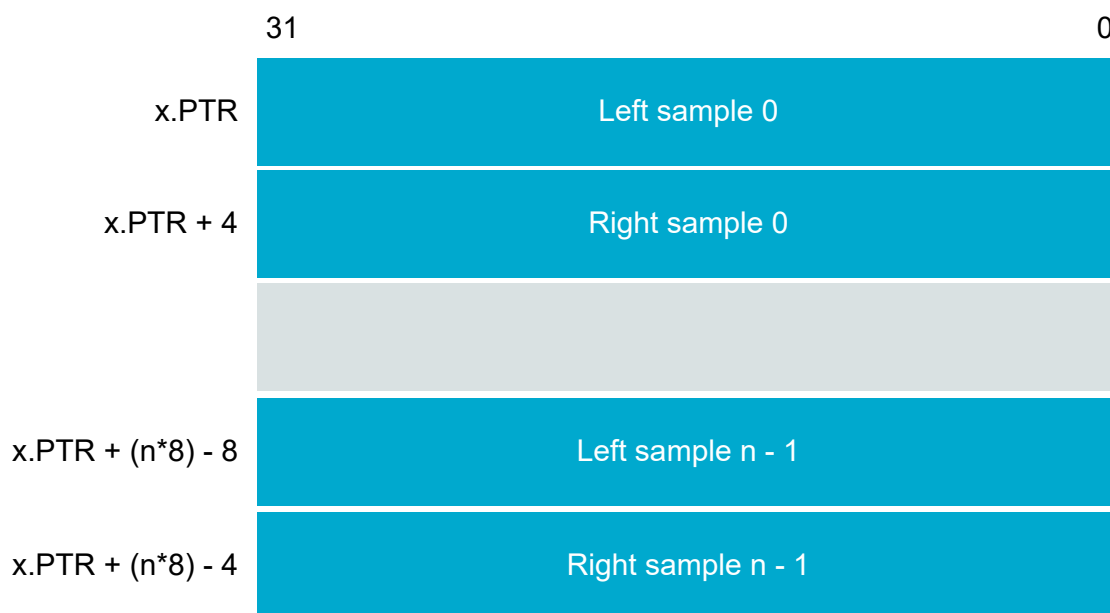 31 0
x.PTR Left sample 0
x.PTR + 4 Right sample 0
x.PTR + (n*8) - 8 Left sample n - 1
x.PTR + (n*8) - 4 Right sample n - 1